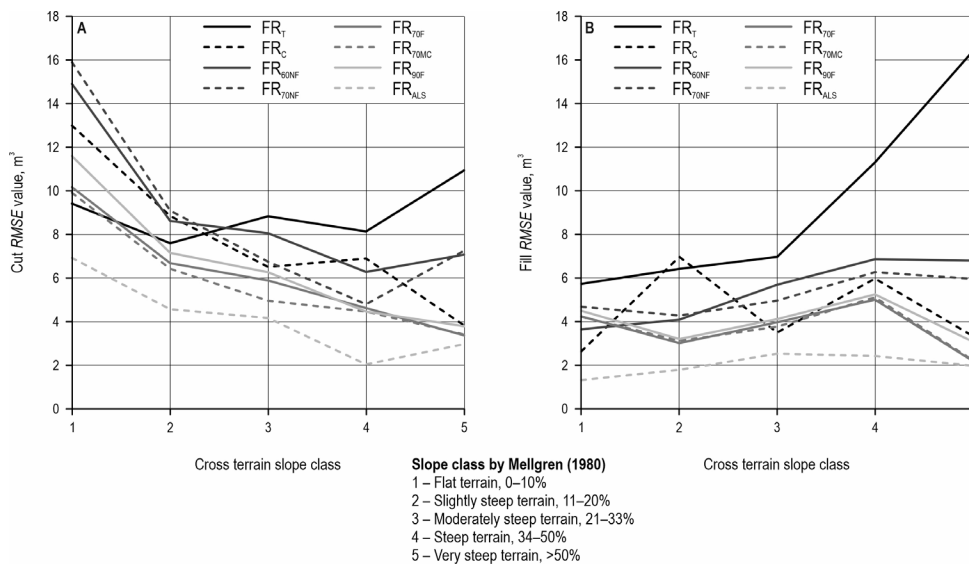 A
FR_T
FR_C
FR_60NF
FR_70NF
FR_70F
FR_70MC
FR_90F
FR_ALS
18
16
14
12
10
8
6
4
2
0
Cut RMSE value, m³
1 2 3 4 5
Cross terrain slope class
B
FR_T
FR_C
FR_60NF
FR_70NF
FR_70F
FR_70MC
FR_90F
FR_ALS
18
16
14
12
10
8
6
4
2
0
Fill RMSE value, m³
1 2 3 4
Cross terrain slope class
Slope class by Mellgren (1980)
1 – Flat terrain, 0–10%
2 – Slightly steep terrain, 11–20%
3 – Moderately steep terrain, 21–33%
4 – Steep terrain, 34–50%
5 – Very steep terrain, >50%